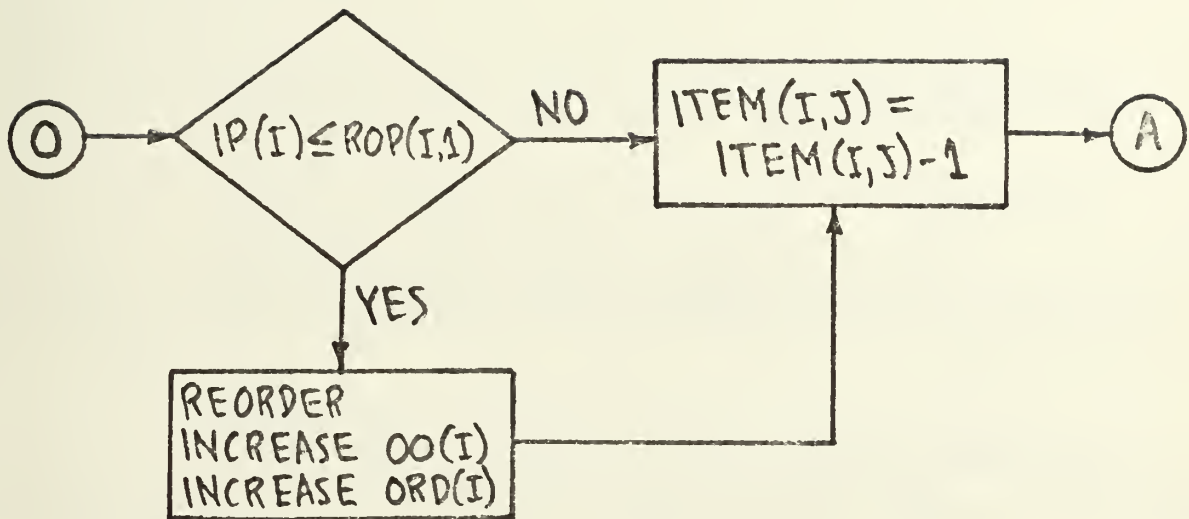 O
IP(I)≤ROP(I,1)
NO
ITEM(I,J) =
ITEM(I,J)-1
A
YES
REORDER
INCREASE OO(I)
INCREASE ORD(I)